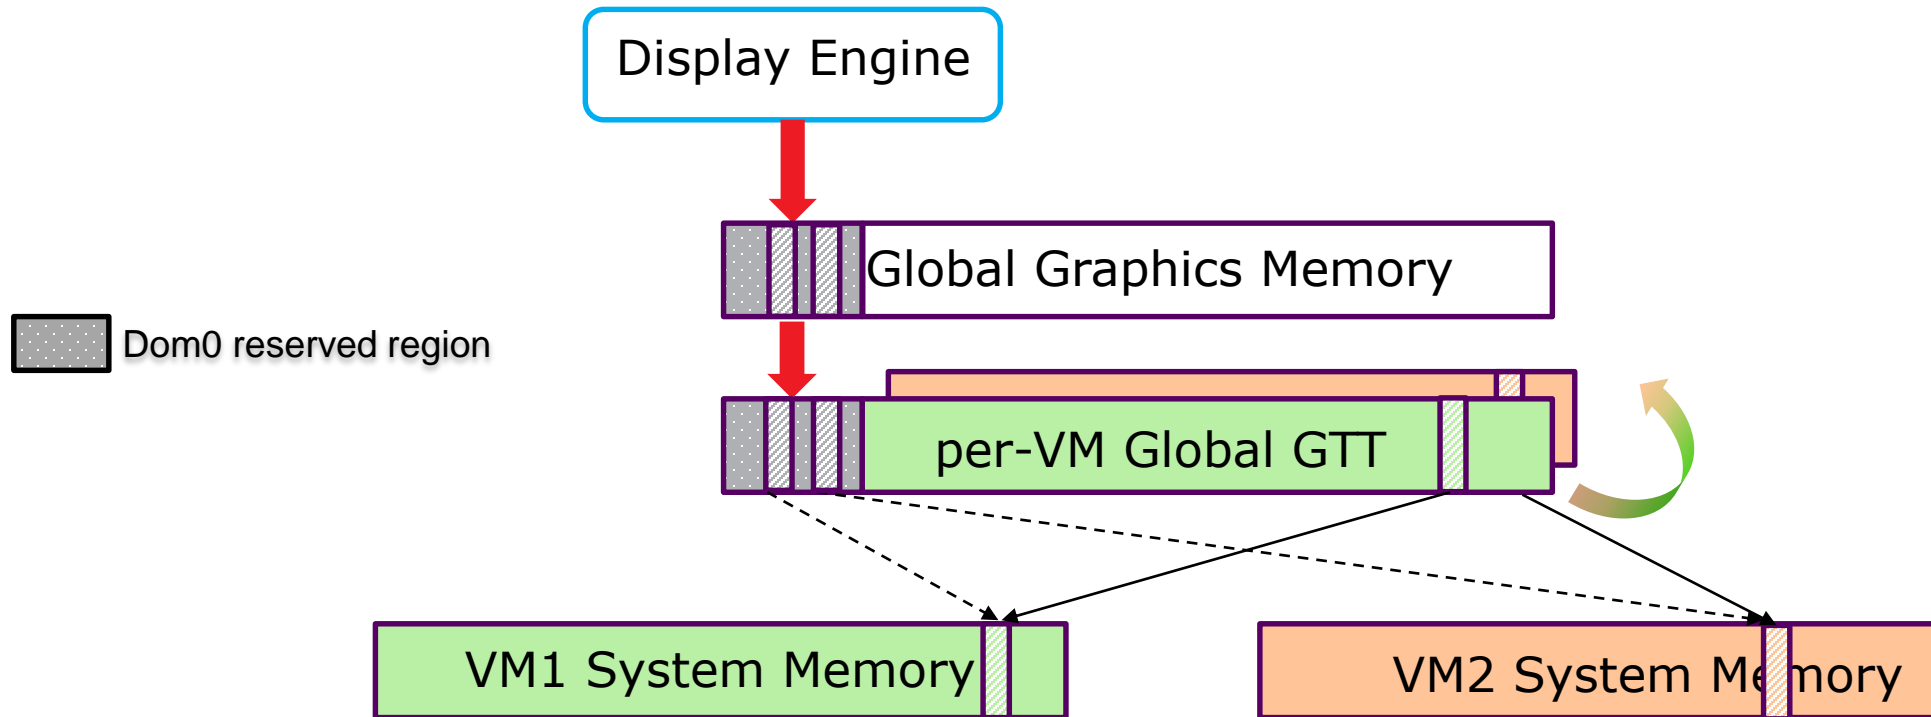 Display Engine
Global Graphics Memory
Dom0 reserved region
per-VM Global GTT
VM1 System Memory
VM2 System Memory